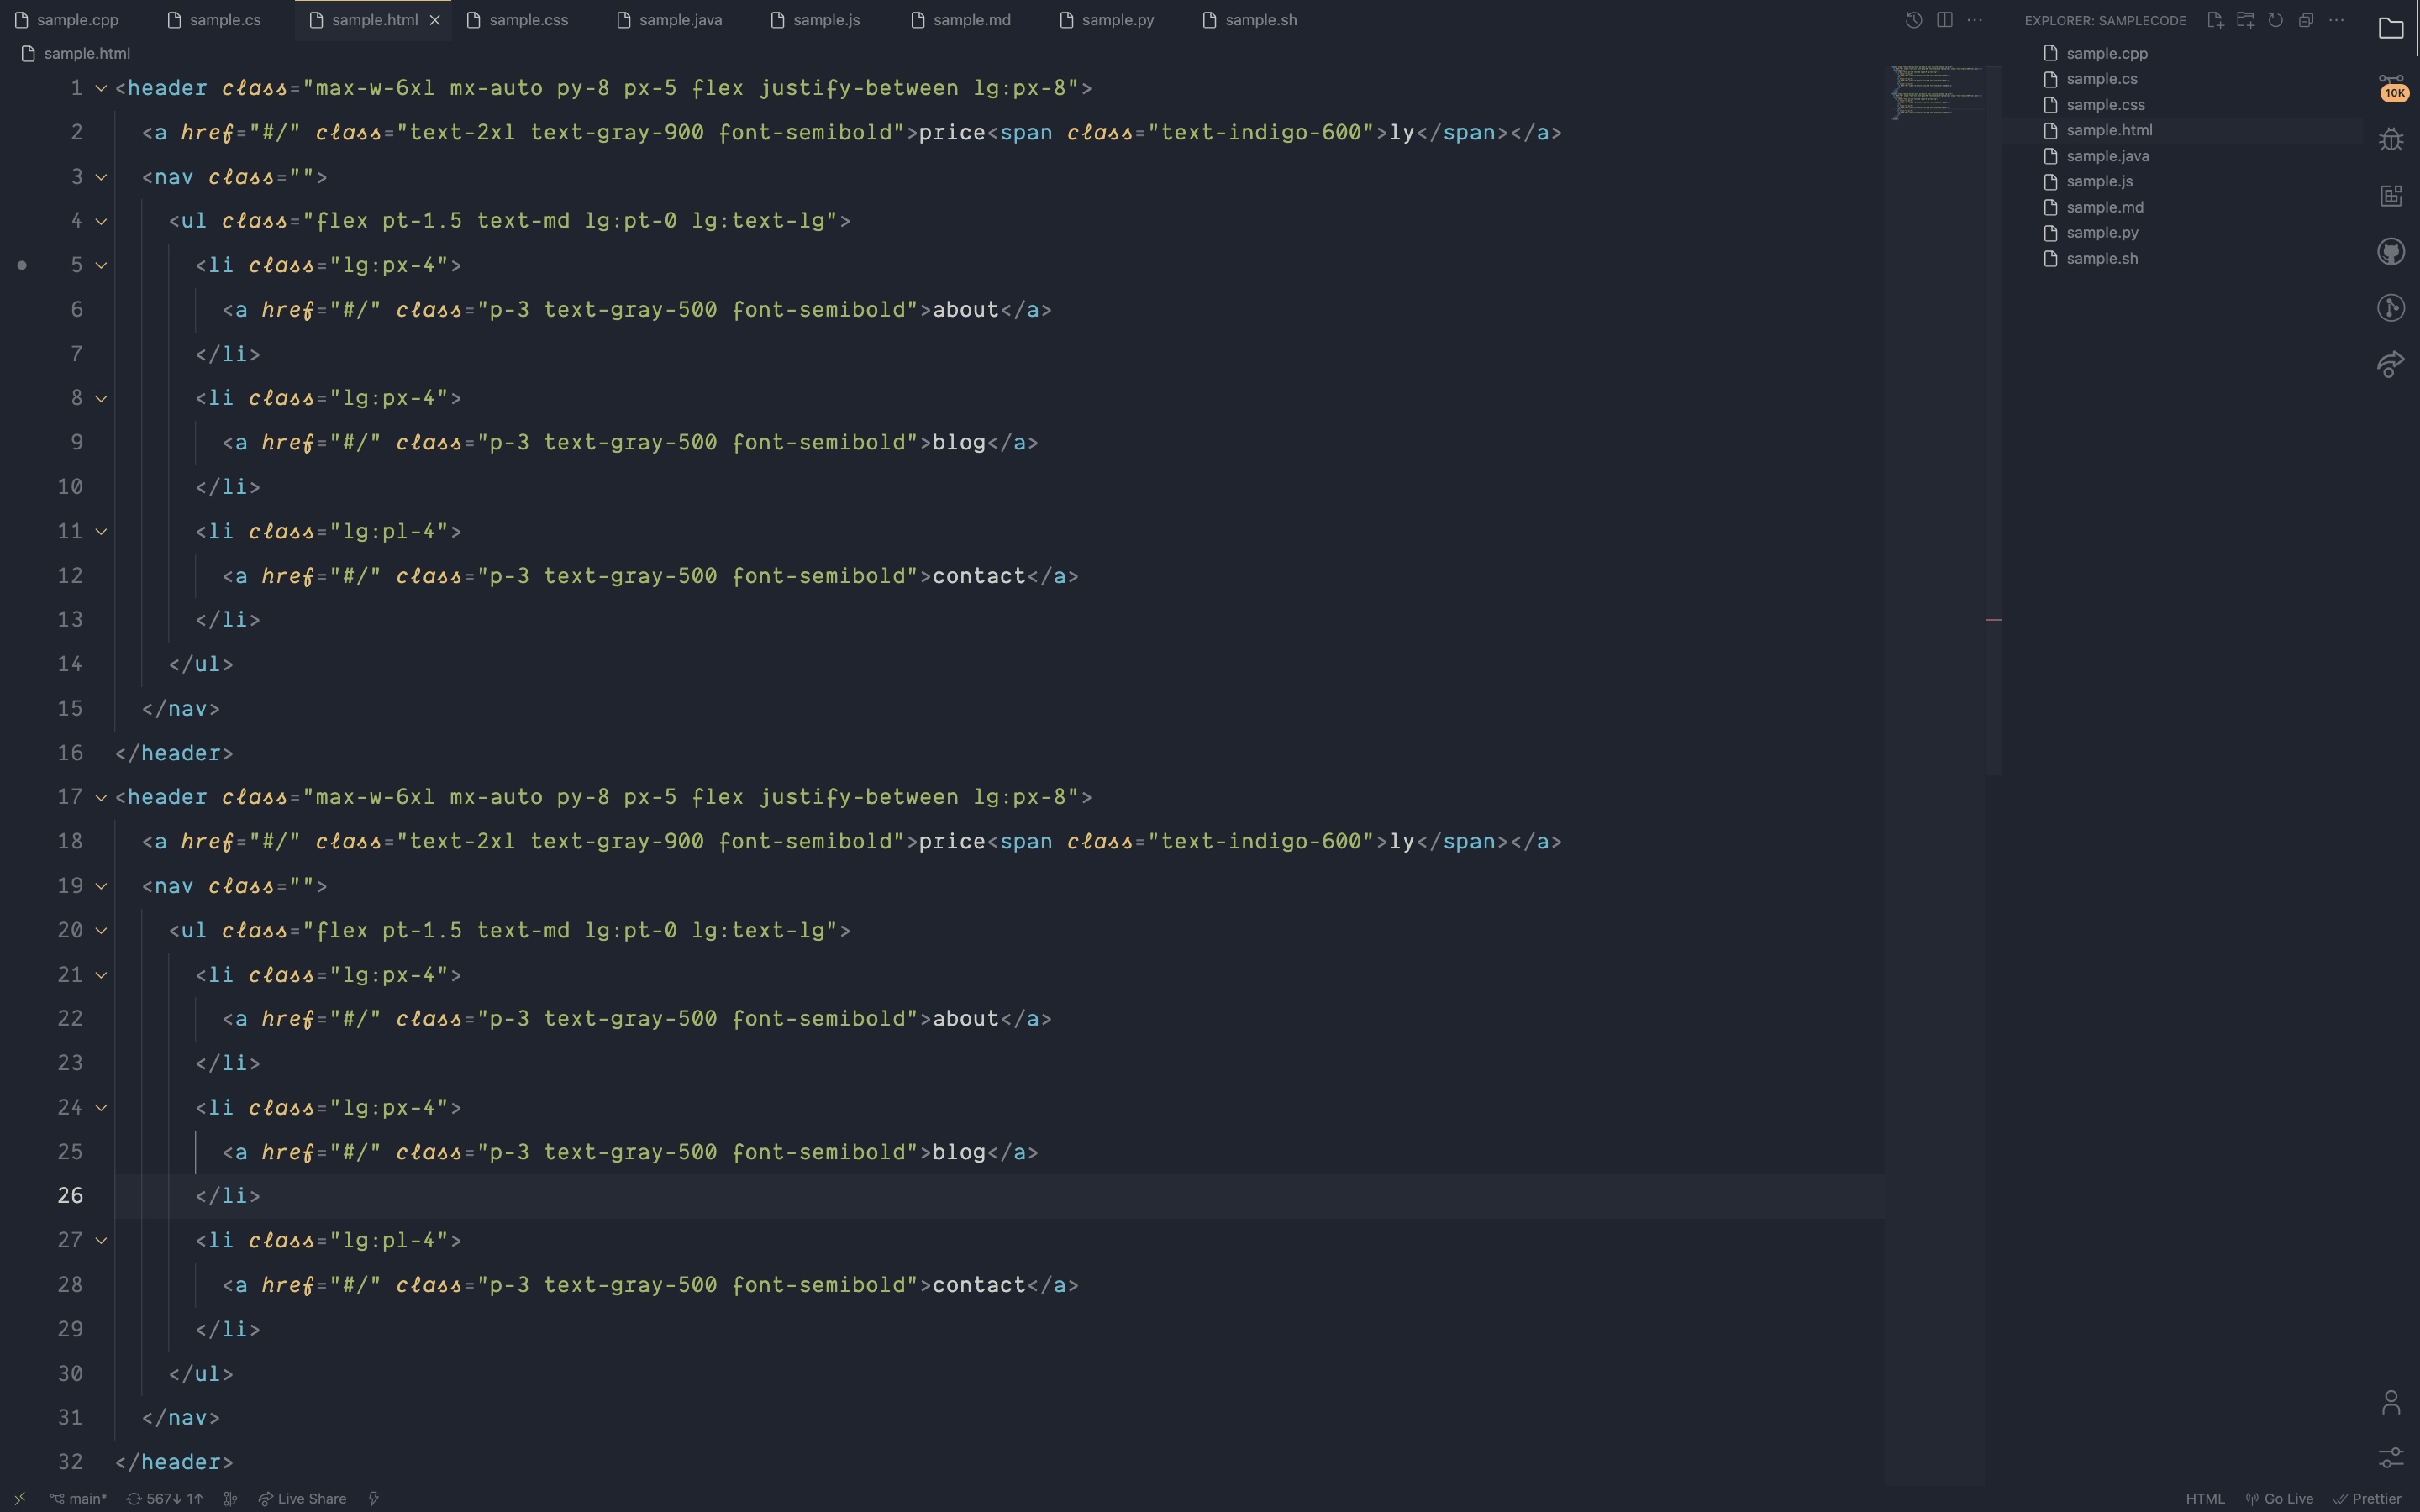 sample.cpp sample.cs sample.html sample.css sample.java sample.js sample.md sample.py sample.sh
sample.html
1 <header class="max-w-6xl mx-auto py-8 px-5 flex justify-between lg:px-8">
2 <a href="#/" class="text-2xl text-gray-900 font-semibold">price<span class="text-indigo-600">ly</span></a>
3 <nav class="">
4 <ul class="flex pt-1.5 text-md lg:pt-0 lg:text-lg">
5 <li class="lg:px-4">
6 <a href="#/" class="p-3 text-gray-500 font-semibold">about</a>
7 </li>
8 <li class="lg:px-4">
9 <a href="#/" class="p-3 text-gray-500 font-semibold">blog</a>
10 </li>
11 <li class="lg:pl-4">
12 <a href="#/" class="p-3 text-gray-500 font-semibold">contact</a>
13 </li>
14 </ul>
15 </nav>
16 </header>
17 <header class="max-w-6xl mx-auto py-8 px-5 flex justify-between lg:px-8">
18 <a href="#/" class="text-2xl text-gray-900 font-semibold">price<span class="text-indigo-600">ly</span></a>
19 <nav class="">
20 <ul class="flex pt-1.5 text-md lg:pt-0 lg:text-lg">
21 <li class="lg:px-4">
22 <a href="#/" class="p-3 text-gray-500 font-semibold">about</a>
23 </li>
24 <li class="lg:px-4">
25 <a href="#/" class="p-3 text-gray-500 font-semibold">blog</a>
26 </li>
27 <li class="lg:pl-4">
28 <a href="#/" class="p-3 text-gray-500 font-semibold">contact</a>
29 </li>
30 </ul>
31 </nav>
32 </header>
EXPLORER: SAMPLECODE
sample.cpp
sample.cs
sample.css
sample.html
sample.java
sample.js
sample.md
sample.py
sample.sh
10K
main* 567↓ 1↑ Live Share HTML Go Live Prettier